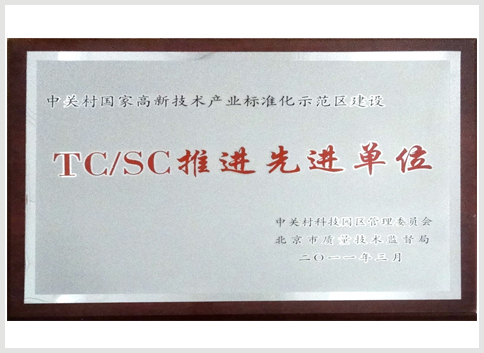 中关村国家高新技术产业标准化示范区建设
TC/SC推进先进单位
中关村科技园区管理委员会
北京市质量技术监督局
二〇一一年三月